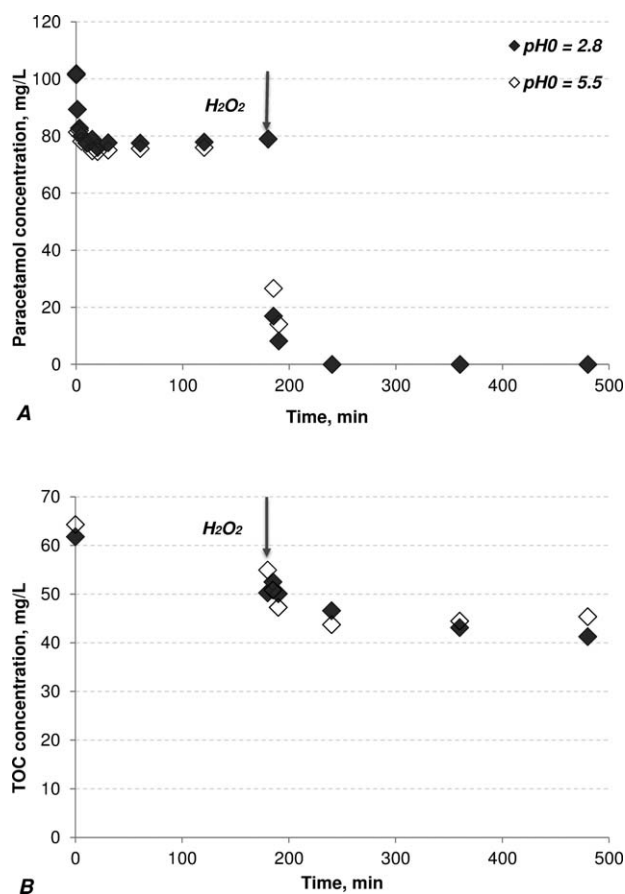 120
100
80
60
40
20
0
Paracetamol concentration, mg/L
H₂O₂
pH0 = 2.8
pH0 = 5.5
0 100 200 300 400 500
Time, min
A
70
60
50
40
30
20
10
0
TOC concentration, mg/L
H₂O₂
0 100 200 300 400 500
Time, min
B